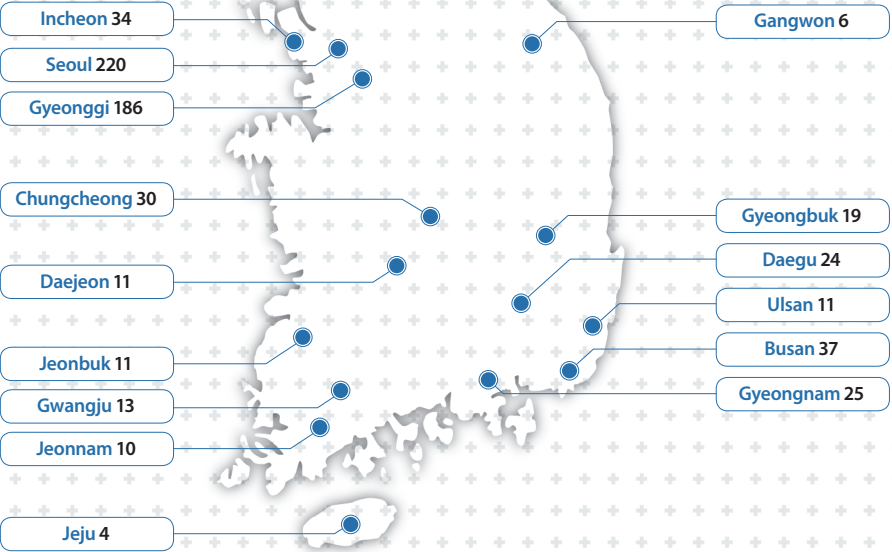 Incheon 34
Seoul 220
Gyeonggi 186
Chungcheong 30
Daejeon 11
Jeonbuk 11
Gwangju 13
Jeonnam 10
Jeju 4
Gangwon 6
Gyeongbuk 19
Daegu 24
Ulsan 11
Busan 37
Gyeongnam 25